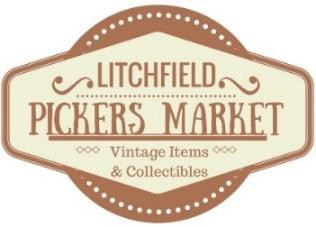 LITCHFIELD
PICKERS MARKET
Vintage Items
& Collectibles